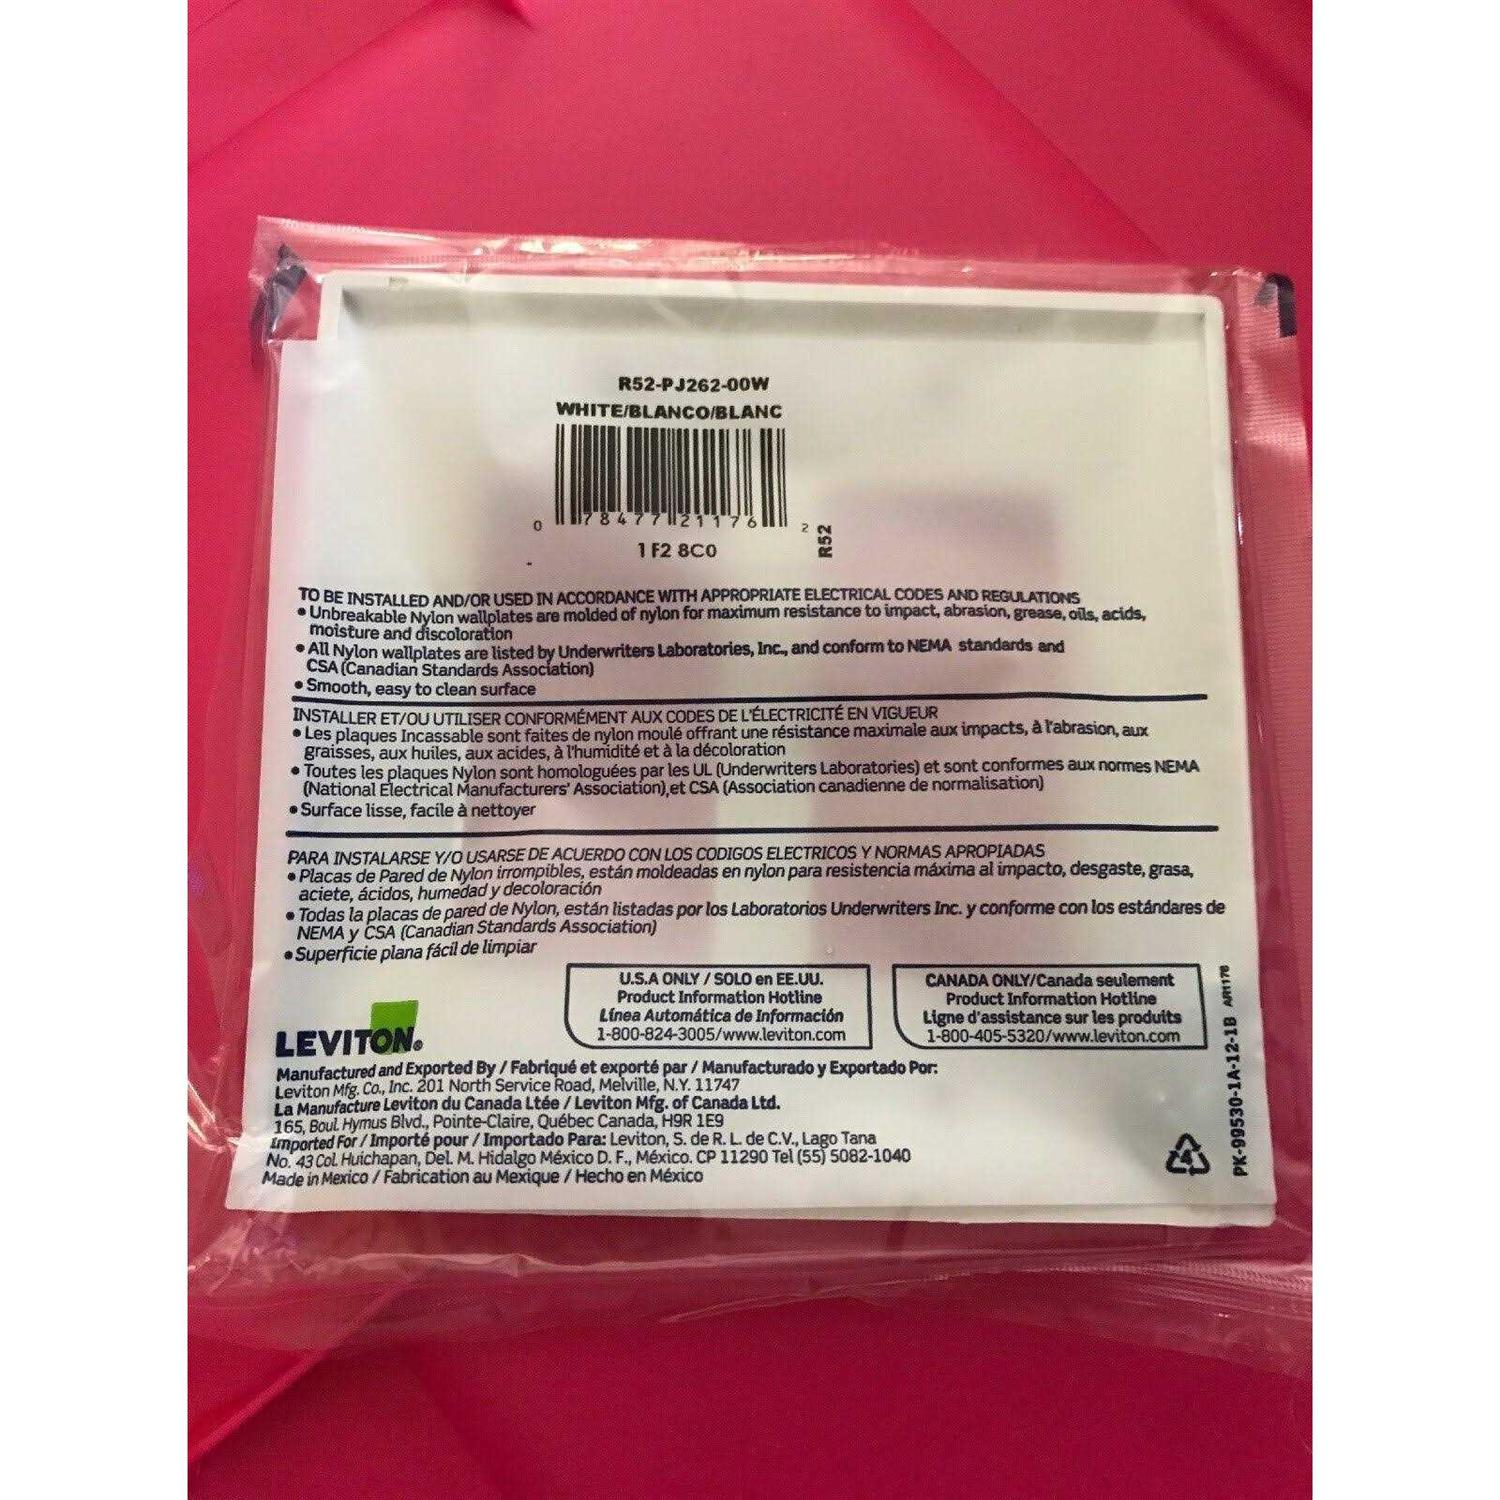 R52-PJ262-00W
WHITE/BLANCO/BLANC
0 78477 21176 2
R52
1 F2 8C0
TO BE INSTALLED AND/OR USED IN ACCORDANCE WITH APPROPRIATE ELECTRICAL CODES AND REGULATIONS
• Unbreakable Nylon wallplates are molded of nylon for maximum resistance to impact, abrasion, grease, oils, acids,
moisture and discoloration
• All Nylon wallplates are listed by Underwriters Laboratories, Inc., and conform to NEMA standards and
CSA (Canadian Standards Association)
• Smooth, easy to clean surface
INSTALLER ET/OU UTILISER CONFORMÉMENT AUX CODES DE L'ÉLECTRICITÉ EN VIGUEUR
• Les plaques Incassable sont faites de nylon moulé offrant une résistance maximale aux impacts, à l'abrasion, aux
graisses, aux huiles, aux acides, à l'humidité et à la décoloration
• Toutes les plaques Nylon sont homologuées par les UL (Underwriters Laboratories) et sont conformes aux normes NEMA
(National Electrical Manufacturers' Association),et CSA (Association canadienne de normalisation)
• Surface lisse, facile à nettoyer
PARA INSTALARSE Y/O USARSE DE ACUERDO CON LOS CODIGOS ELECTRICOS Y NORMAS APROPIADAS
• Placas de Pared de Nylon irrompibles, están moldeadas en nylon para resistencia máxima al impacto, desgaste, grasa,
aciete, ácidos, humedad y decoloración
• Todas la placas de pared de Nylon, están listadas por los Laboratorios Underwriters Inc. y conforme con los estándares de
NEMA y CSA (Canadian Standards Association)
• Superficie plana fácil de limpiar
U.S.A ONLY / SOLO en EE.UU.
Product Information Hotline
Línea Automática de Información
1-800-824-3005/www.leviton.com
CANADA ONLY/Canada seulement
Product Information Hotline
Ligne d'assistance sur les produits
1-800-405-5320/www.leviton.com
LEVITON®
Manufactured and Exported By / Fabriqué et exporté par / Manufacturado y Exportado Por:
Leviton Mfg. Co., Inc. 201 North Service Road, Melville, N.Y. 11747
La Manufacture Leviton du Canada Ltée / Leviton Mfg. of Canada Ltd.
165, Boul. Hymus Blvd., Pointe-Claire, Québec Canada, H9R 1E9
Imported For / Importé pour / Importado Para: Leviton, S. de R. L. de C.V., Lago Tana
No. 43 Col. Huichapan, Del. M. Hidalgo México D. F., México. CP 11290 Tel (55) 5082-1040
Made in Mexico / Fabrication au Mexique / Hecho en México
4
PK-99530-1A-12-1B